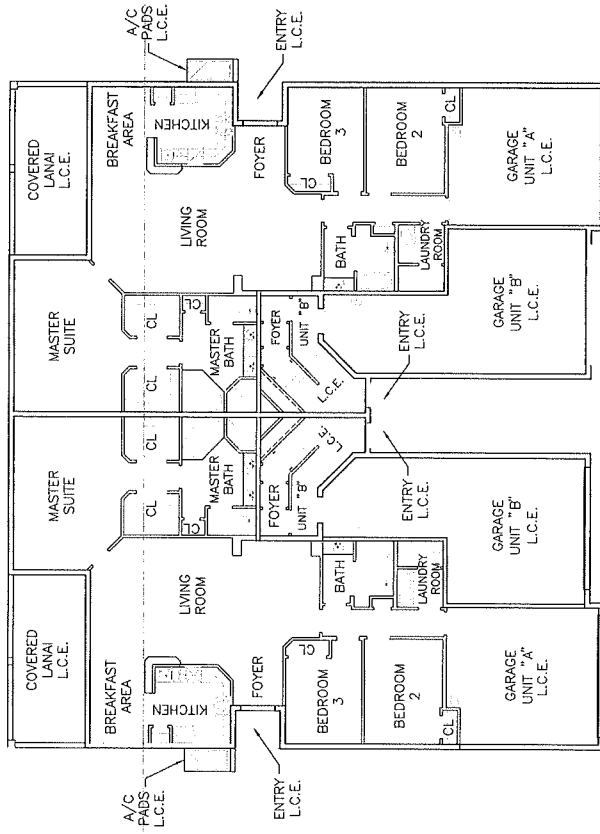 A/C
PADS
L.C.E.
ENTRY
L.C.E.
COVERED
LANAI
L.C.E.
BREAKFAST
AREA
KITCHEN
FOYER
BEDROOM
3
CL
BEDROOM
2
CL
GARAGE
UNIT "A"
L.C.E.
LIVING
ROOM
BATH
LAUNDRY
ROOM
MASTER
SUITE
CL
CL
CL
MASTER
BATH
FOYER
UNIT "B"
L.C.E.
GARAGE
UNIT "B"
L.C.E.
ENTRY
L.C.E.
MASTER
SUITE
CL
CL
CL
MASTER
BATH
FOYER
UNIT "B"
L.C.E
ENTRY
L.C.E.
GARAGE
UNIT "B"
L.C.E.
COVERED
LANAI
L.C.E.
BREAKFAST
AREA
LIVING
ROOM
BATH
LAUNDRY
ROOM
KITCHEN
FOYER
CL
BEDROOM
3
BEDROOM
2
CL
GARAGE
UNIT "A"
L.C.E.
A/C
PADS
L.C.E.
ENTRY
L.C.E.